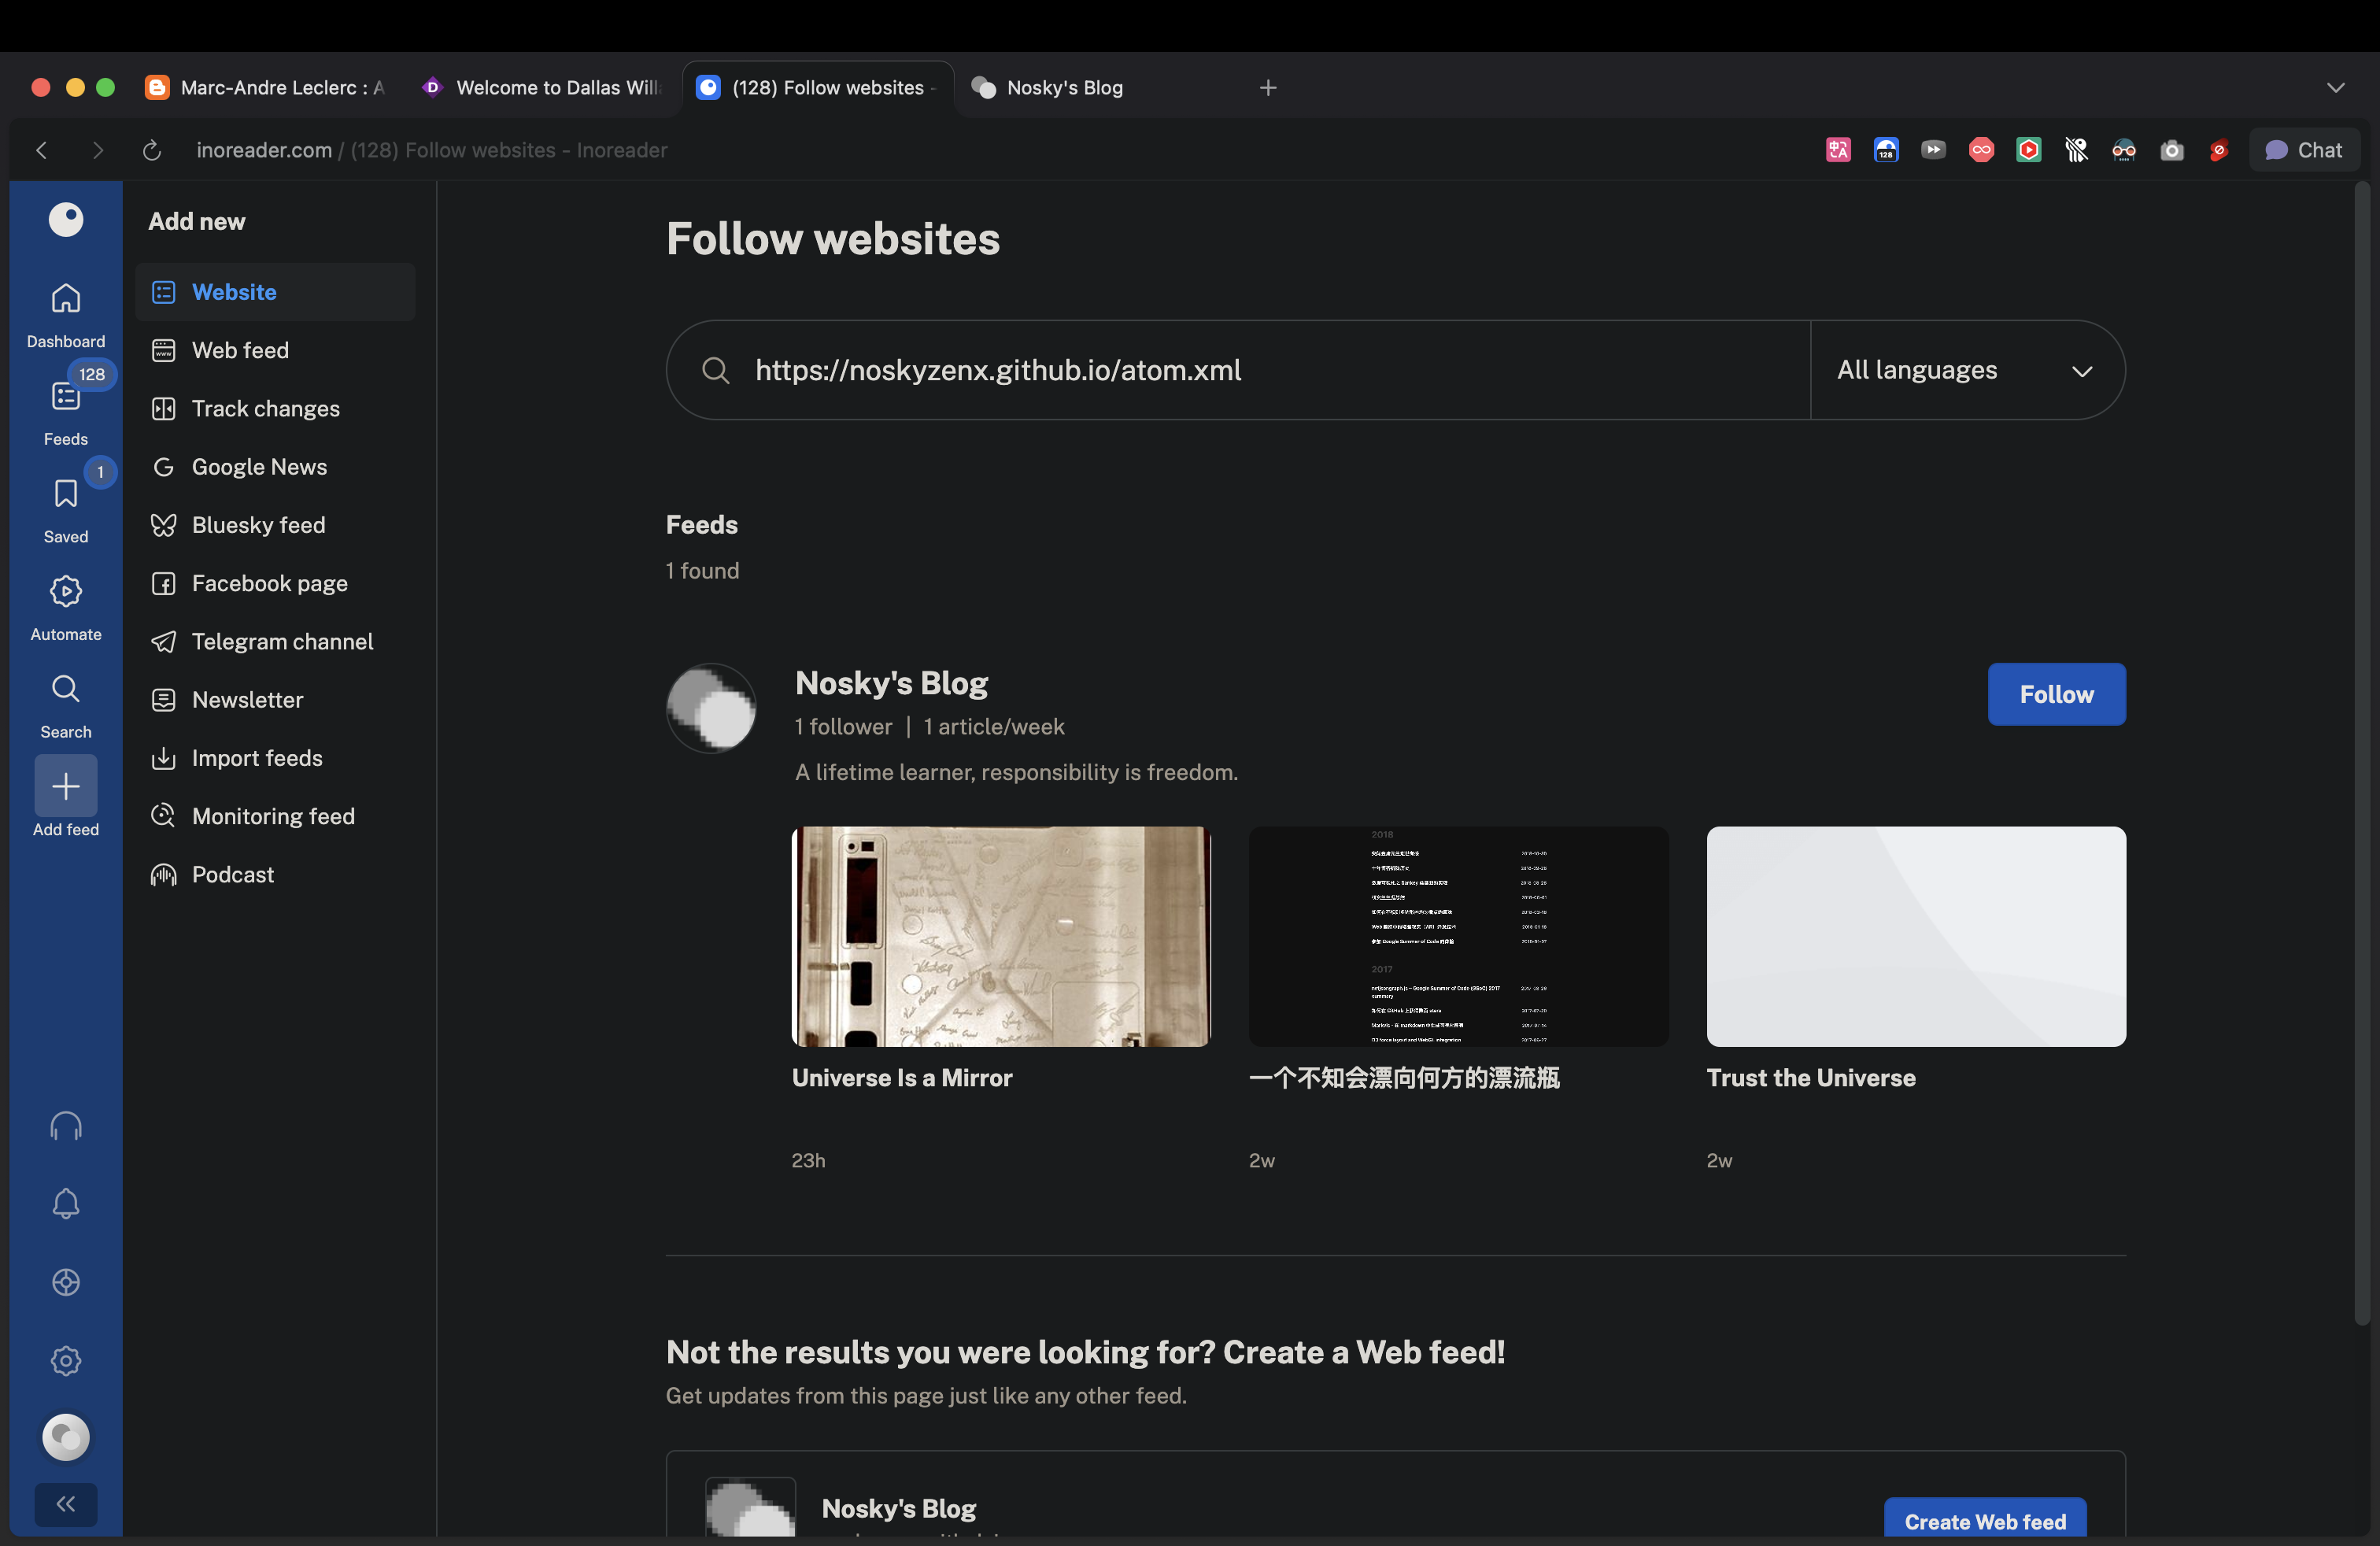 Marc-Andre Leclerc : A
Welcome to Dallas Will
(128) Follow websites -
Nosky's Blog
inoreader.com / (128) Follow websites – Inoreader
128
Chat
Dashboard
128
Feeds
1
Saved
Automate
Search
Add feed
Add new
Website
Web feed
Track changes
Google News
Bluesky feed
Facebook page
Telegram channel
Newsletter
Import feeds
Monitoring feed
Podcast
Follow websites
https://noskyzenx.github.io/atom.xml
All languages
Feeds
1 found
Nosky's Blog
1 follower | 1 article/week
A lifetime learner, responsibility is freedom.
Follow
2018
2017
Universe Is a Mirror
23h
一个不知会漂向何方的漂流瓶
2w
Trust the Universe
2w
Not the results you were looking for? Create a Web feed!
Get updates from this page just like any other feed.
Nosky's Blog
Create Web feed